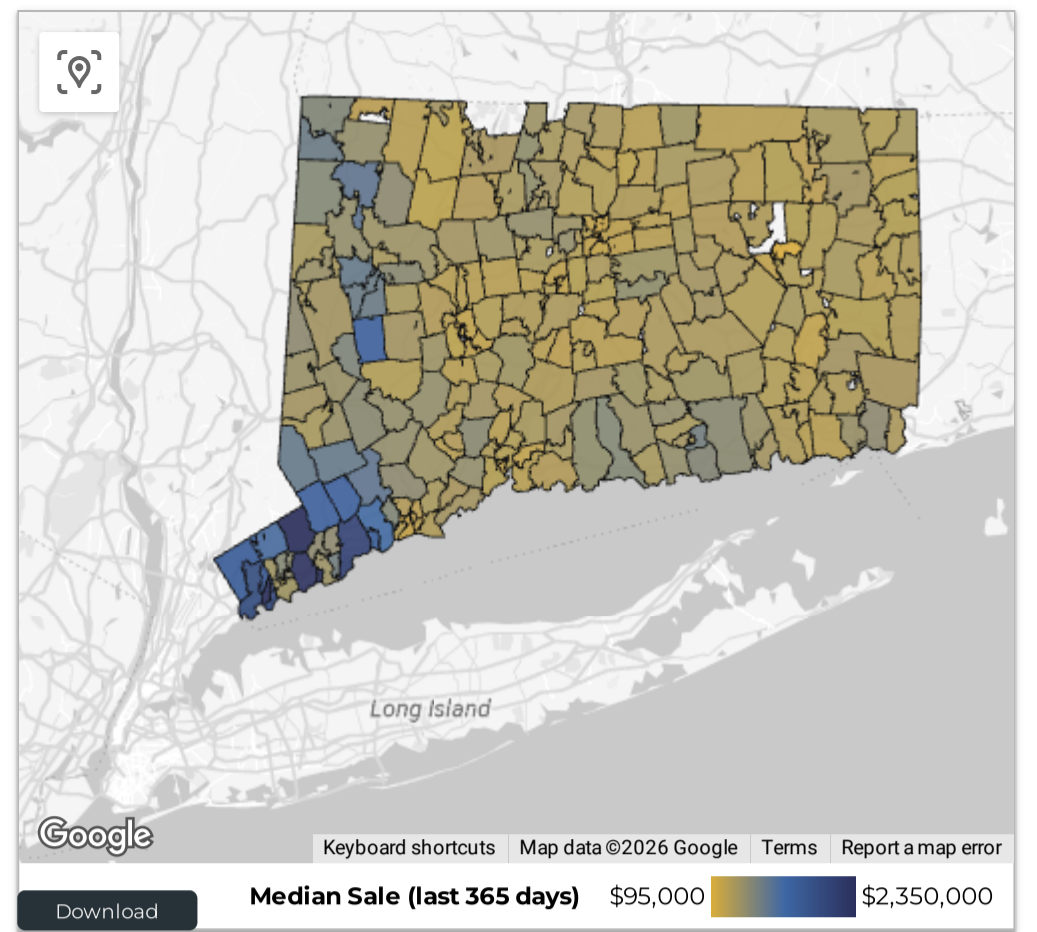 Long Island
Google
Keyboard shortcuts
Map data ©2026 Google
Terms
Report a map error
Download
Median Sale (last 365 days)
$95,000
$2,350,000